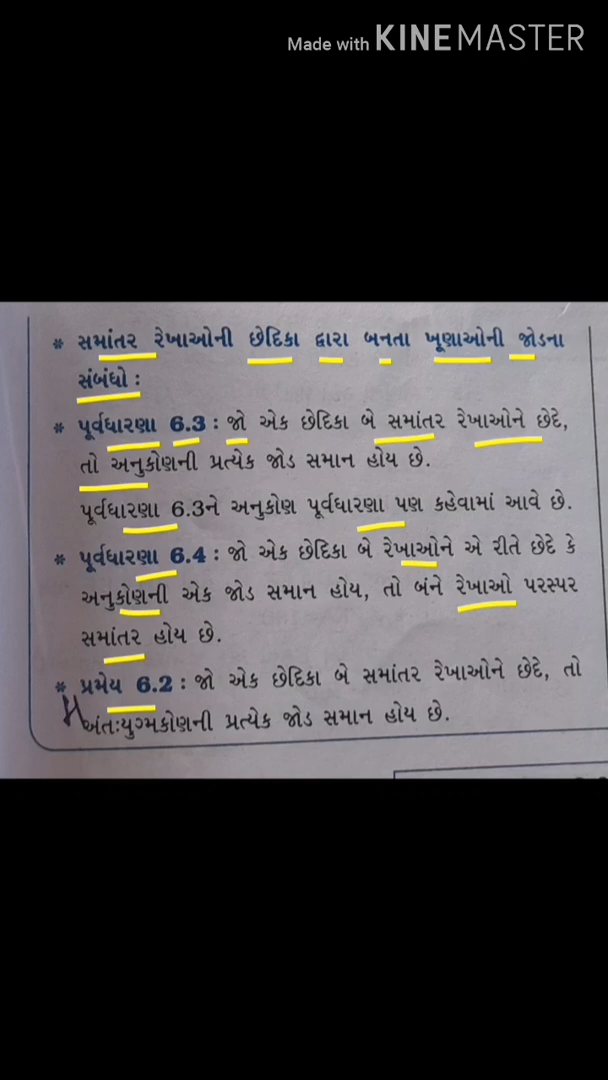 Made with KINEMASTER
* સમાંતર રેખાઓની છેદિકા દ્વારા બનતા ખૂણાઓની જોડના
સંબંધો :
* પૂર્વધારણા 6.3 : જો એક છેદિકા બે સમાંતર રેખાઓને છેદે,
તો અનુકોણની પ્રત્યેક જોડ સમાન હોય છે.
પૂર્વધારણા 6.3ને અનુકોણ પૂર્વધારણા પણ કહેવામાં આવે છે.
* પૂર્વધારણા 6.4 : જો એક છેદિકા બે રેખાઓને એ રીતે છેદે કે
અનુકોણની એક જોડ સમાન હોય, તો બંને રેખાઓ પરસ્પર
સમાંતર હોય છે.
* પ્રમેય 6.2 : જો એક છેદિકા બે સમાંતર રેખાઓને છેદે, તો
અંતઃયુગ્મકોણની પ્રત્યેક જોડ સમાન હોય છે.